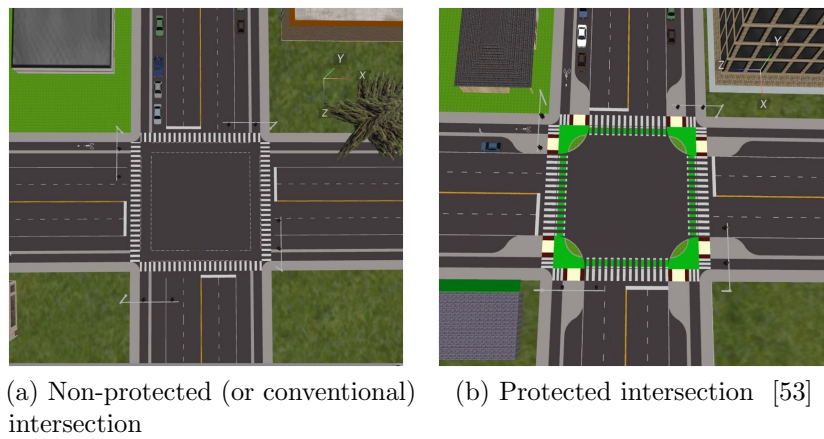 Y
X
Z
Y
Z
X
(a) Non-protected (or conventional)
intersection
(b) Protected intersection [53]